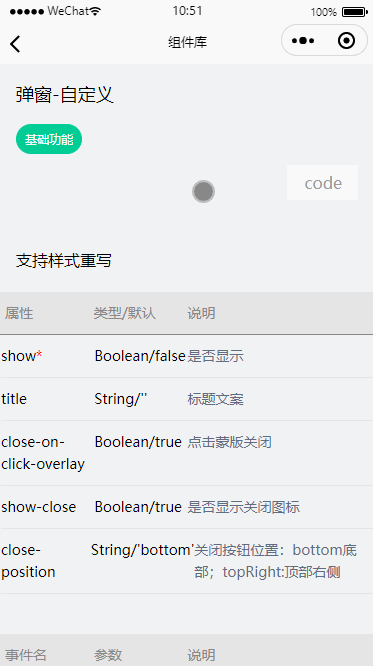 WeChat 10:51 100%
组件库
弹窗-自定义
基础功能
code
支持样式重写
属性 类型/默认 说明
show* Boolean/false 是否显示
title String/'' 标题文案
close-on-click-overlay Boolean/true 点击蒙版关闭
show-close Boolean/true 是否显示关闭图标
close-position String/'bottom' 关闭按钮位置：bottom底部；topRight:顶部右侧
事件名 参数 说明